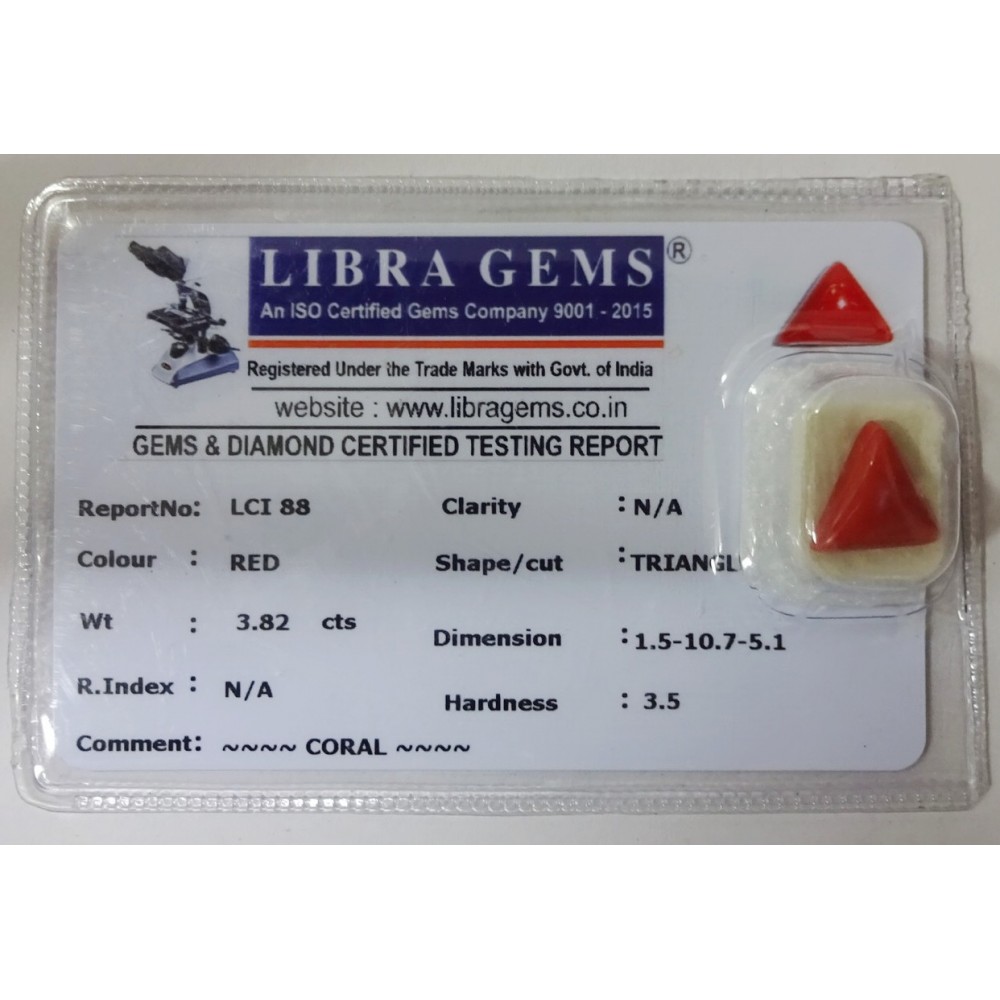 LIBRA GEMS®
An ISO Certified Gems Company 9001 - 2015
Registered Under the Trade Marks with Govt. of India
website : www.libragems.co.in
GEMS & DIAMOND CERTIFIED TESTING REPORT
ReportNo: LCI 88 Clarity : N/A
Colour : RED Shape/cut : TRIANGL
Wt : 3.82 cts Dimension : 1.5-10.7-5.1
R.Index : N/A Hardness : 3.5
Comment: ~~~~ CORAL ~~~~